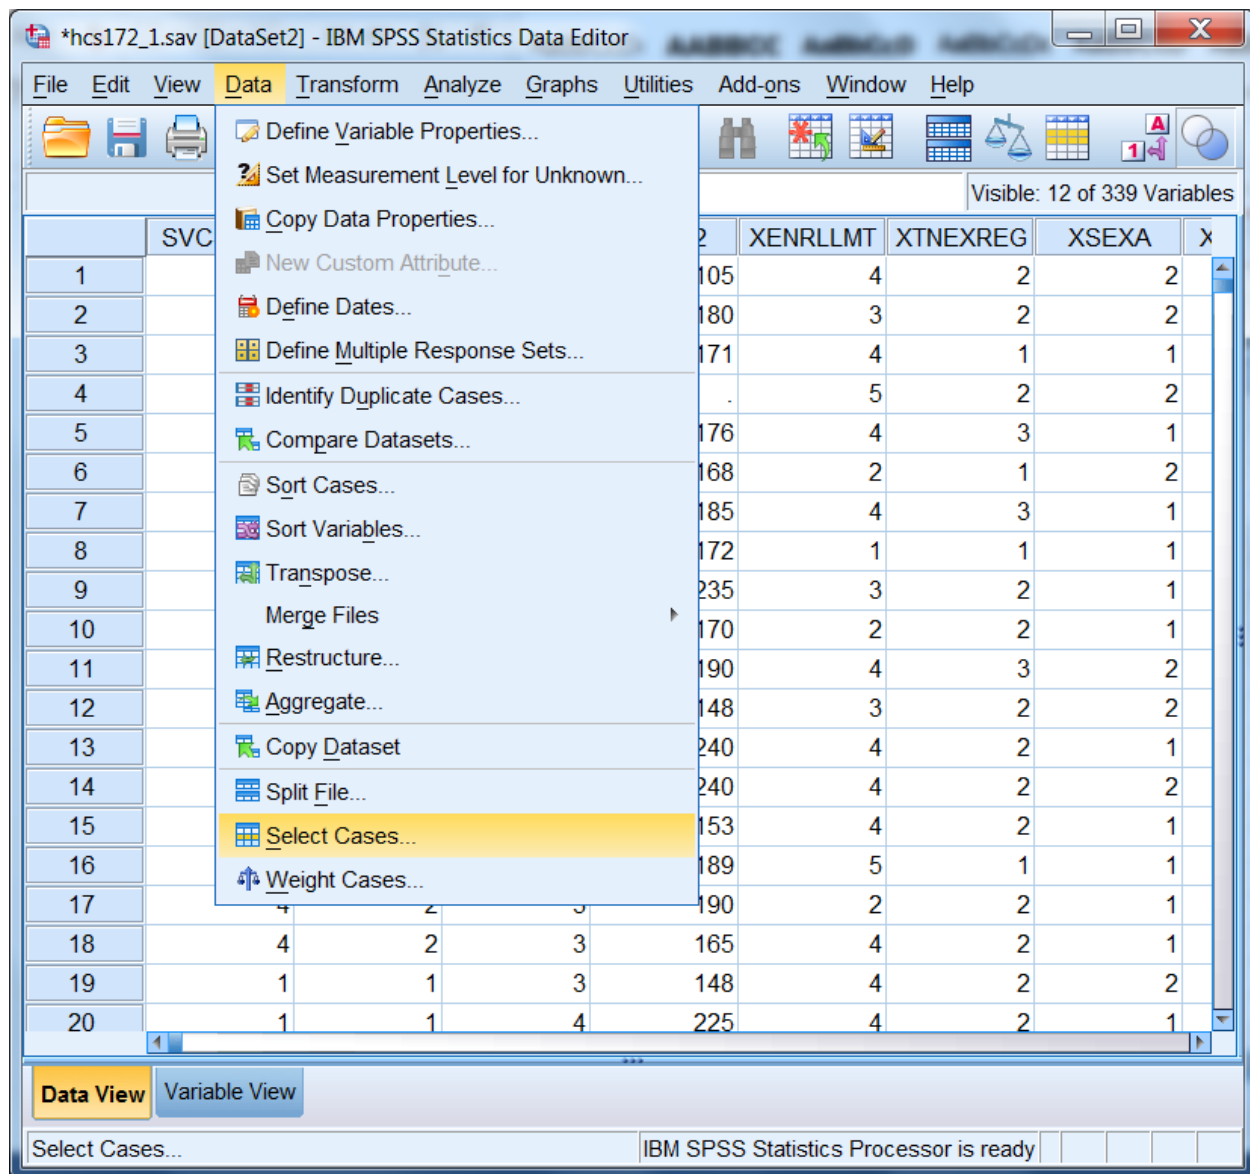 *hcs172_1.sav [DataSet2] - IBM SPSS Statistics Data Editor
File Edit View Data Transform Analyze Graphs Utilities Add-ons Window Help
Visible: 12 of 339 Variables
Define Variable Properties...
Set Measurement Level for Unknown...
Copy Data Properties...
New Custom Attribute...
Define Dates...
Define Multiple Response Sets...
Identify Duplicate Cases...
Compare Datasets...
Sort Cases...
Sort Variables...
Transpose...
Merge Files
Restructure...
Aggregate...
Copy Dataset
Split File...
Select Cases...
Weight Cases...
SVC 2 XENRLLMT XTNEXREG XSEXA X
1 105 4 2 2
2 180 3 2 2
3 171 4 1 1
4 . 5 2 2
5 176 4 3 1
6 168 2 1 2
7 185 4 3 1
8 172 1 1 1
9 235 3 2 1
10 170 2 2 1
11 190 4 3 2
12 148 3 2 2
13 240 4 2 1
14 240 4 2 2
15 153 4 2 1
16 189 5 1 1
17 4 2 3 190 2 2 1
18 4 2 3 165 4 2 1
19 1 1 3 148 4 2 2
20 1 1 4 225 4 2 1
Data View Variable View
Select Cases... IBM SPSS Statistics Processor is ready